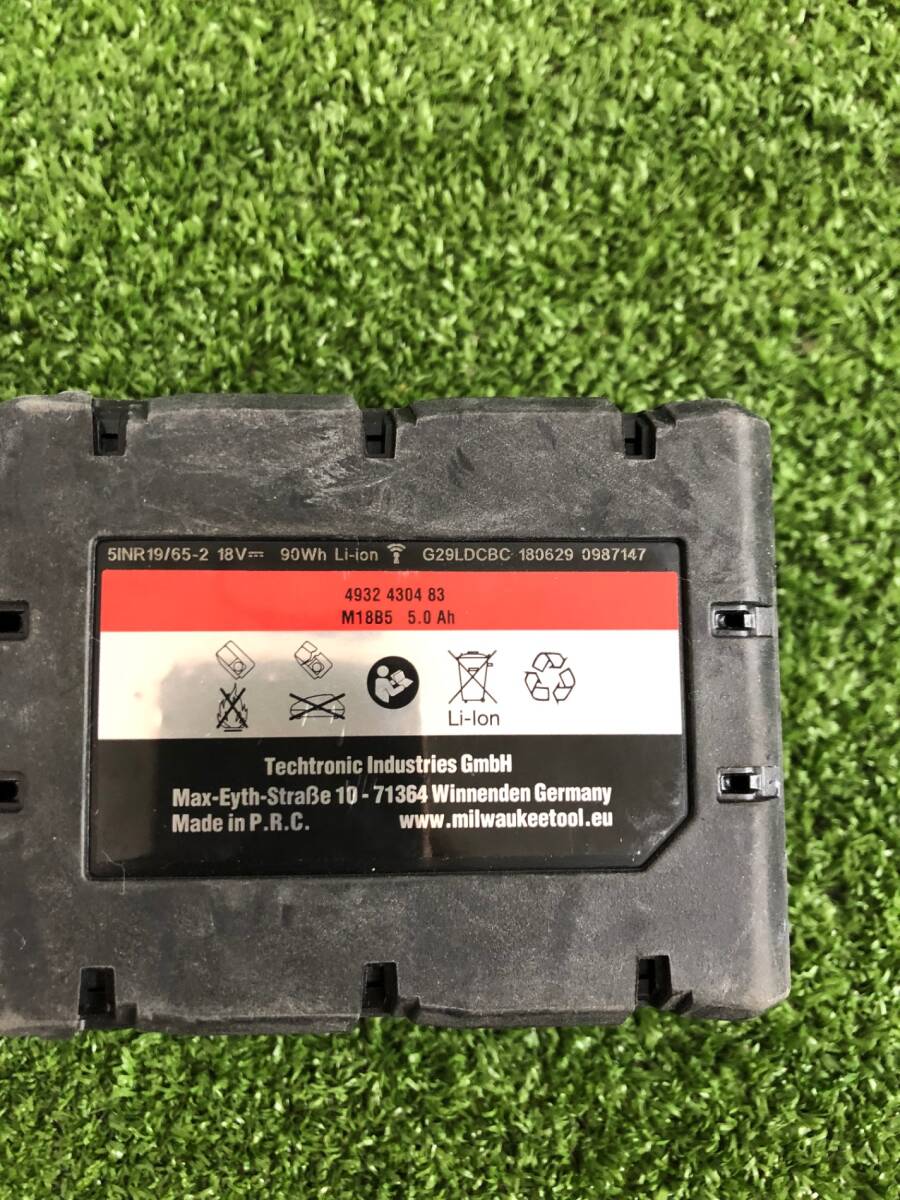 5INR19/65-2 18V⎓ 90Wh Li-ion G29LDCBC 180629 0987147
4932 4304 83
M18B5 5.0 Ah
Li-Ion
Techtronic Industries GmbH
Max-Eyth-Straße 10 - 71364 Winnenden Germany
Made in P.R.C. www.milwaukeetool.eu